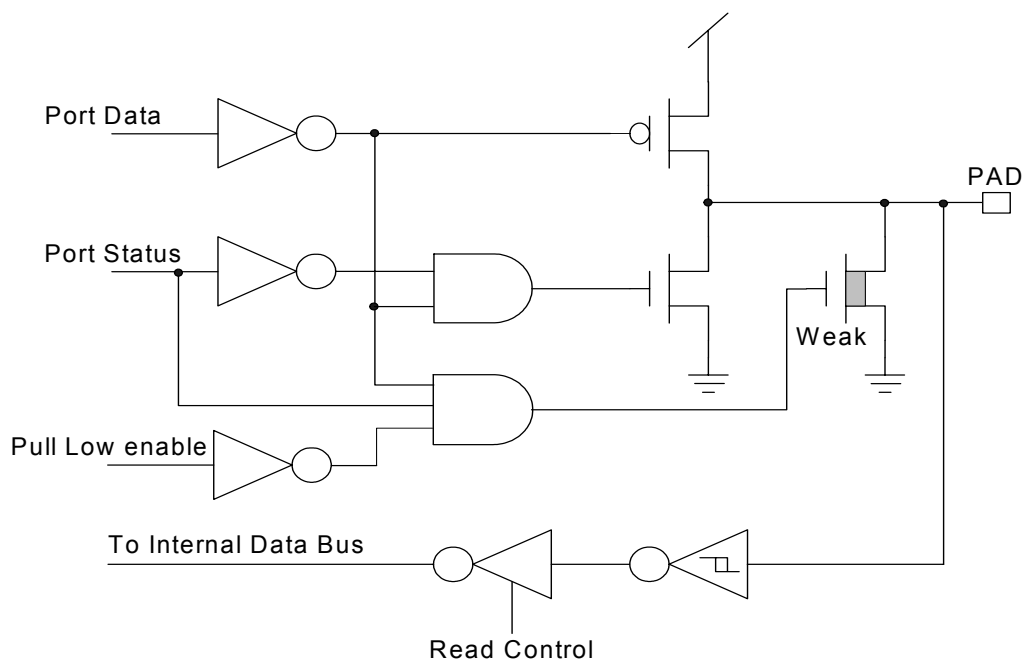 Port Data
PAD
Port Status
Weak
Pull Low enable
To Internal Data Bus
Read Control